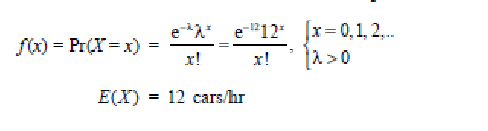 f(x) = Pr(X = x) = e^{-λ}λ^x / x! = e^{-12}12^x / x!, { x = 0, 1, 2,.. λ > 0
E(X) = 12 cars/hr